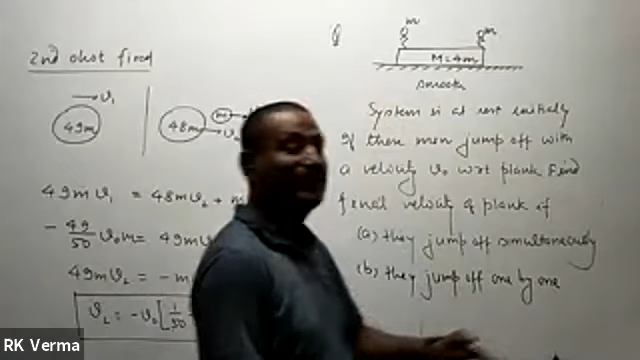 2nd shot fired
→ v₁
49m
48m
m
49mv₁ = 48mv₂ + m
- 49/50 v₀m = 49mv
49mv₂ = -m
v₂ = -v₀[1/50
Q
m
m
M=4m
smooth
System is at rest initially
If these men jump off with
a velocity v₀ wrt plank Find
final velocity of plank if
(a) they jump off simultaneously
(b) they jump off one by one
RK Verma